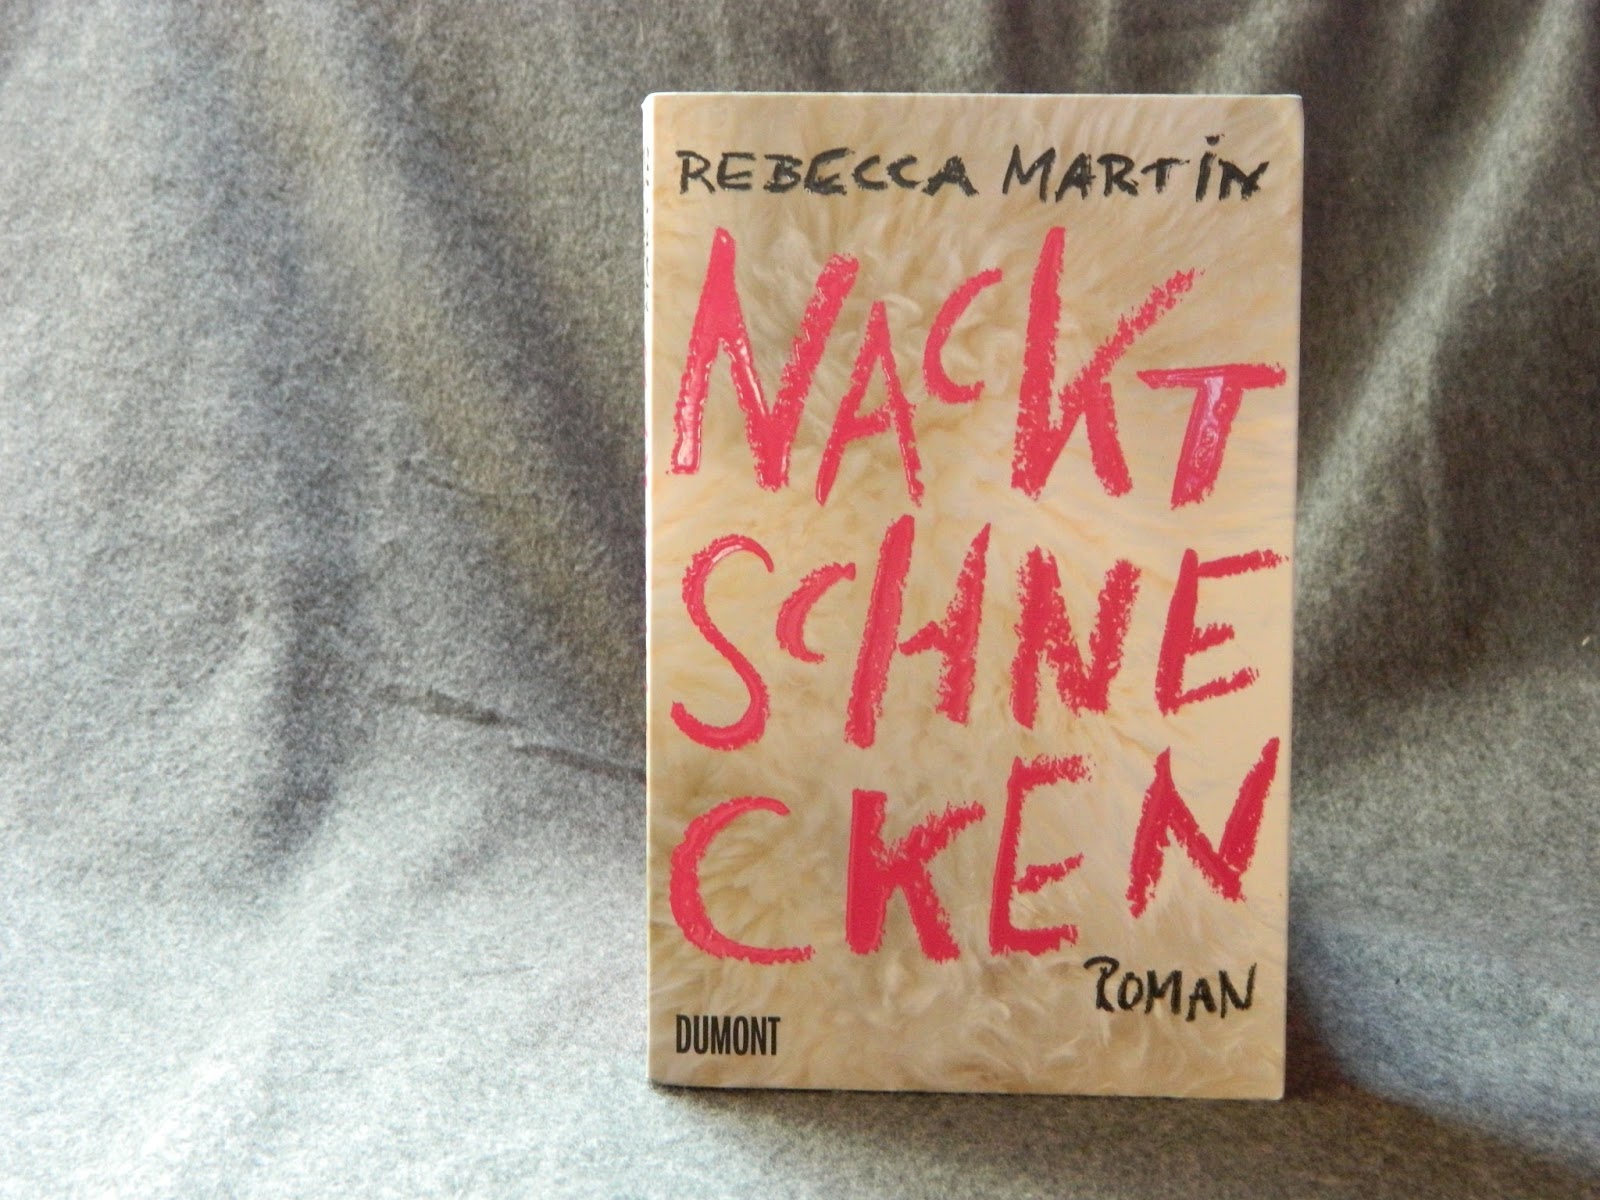 REBECCA MARTIN
NACKT
SCHNE
CKEN
ROMAN
DUMONT